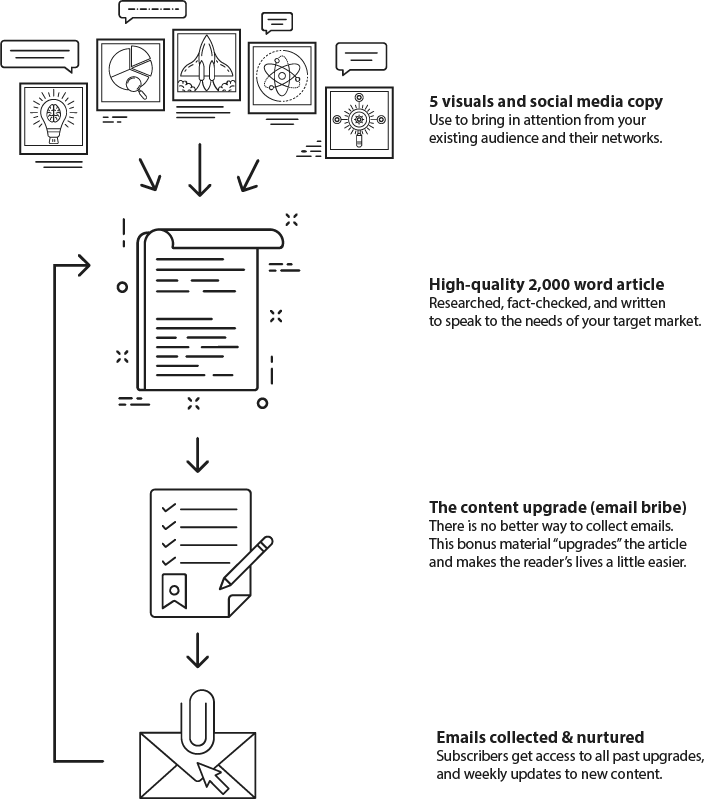 5 visuals and social media copy
Use to bring in attention from your
existing audience and their networks.
High-quality 2,000 word article
Researched, fact-checked, and written
to speak to the needs of your target market.
The content upgrade (email bribe)
There is no better way to collect emails.
This bonus material “upgrades” the article
and makes the reader’s lives a little easier.
Emails collected & nurtured
Subscribers get access to all past upgrades,
and weekly updates to new content.